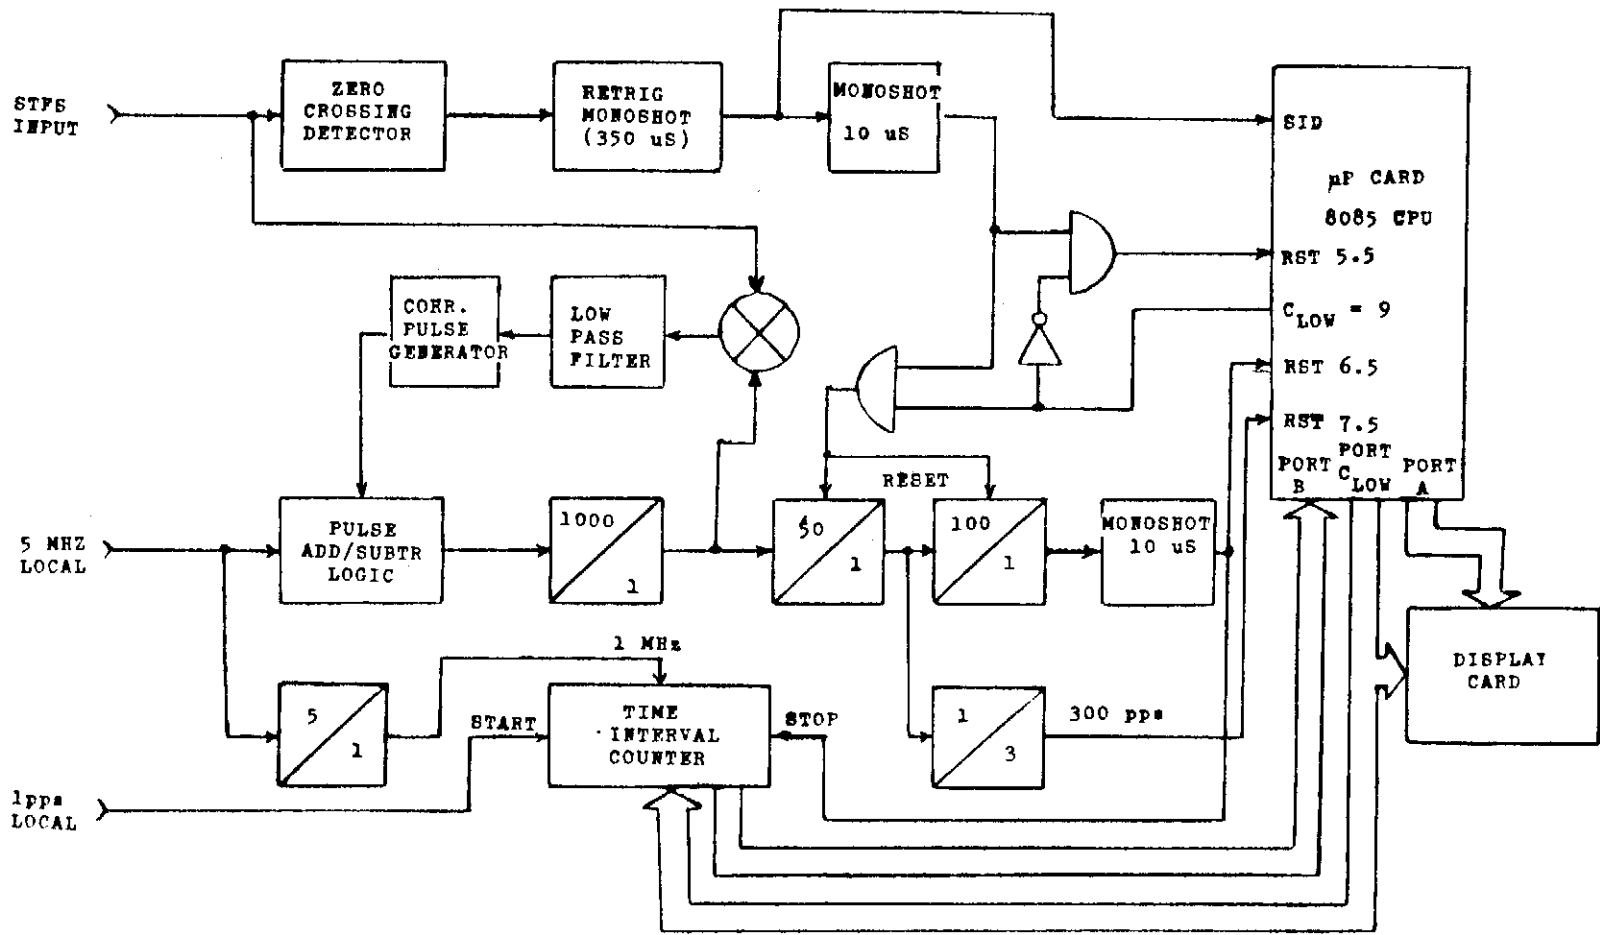 STFS
INPUT
ZERO
CROSSING
DETECTOR
RETRIG
MONOSHOT
(350 uS)
MONOSHOT
10 uS
SID
µP CARD
8085 CPU
RST 5.5
CLOW = 9
RST 6.5
RST 7.5
PORT
B
PORT
CLOW
PORT
A
CORR.
PULSE
GENERATOR
LOW
PASS
FILTER
RESET
5 MHZ
LOCAL
PULSE
ADD/SUBTR
LOGIC
1000
1
50
1
100
1
MONOSHOT
10 uS
DISPLAY
CARD
1 MHz
5
1
START
TIME
INTERVAL
COUNTER
STOP
1
3
300 pps
1pps
LOCAL